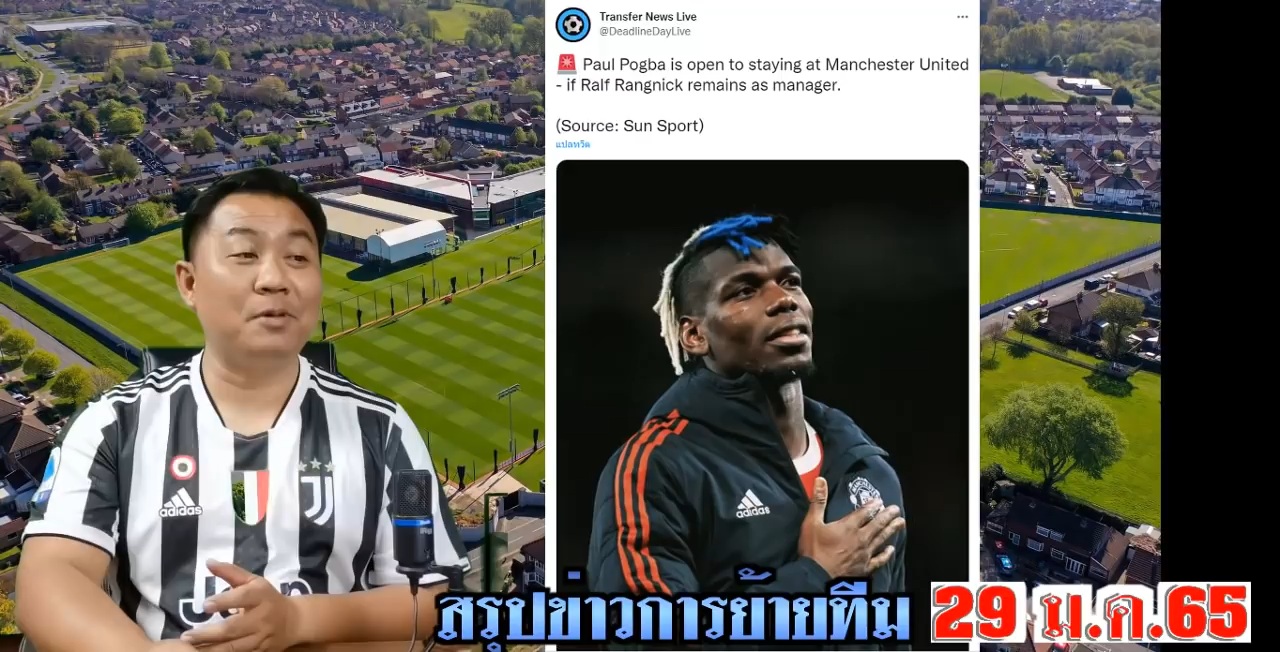 Transfer News Live
@DeadlineDayLive
🚨 Paul Pogba is open to staying at Manchester United
- if Ralf Rangnick remains as manager.
(Source: Sun Sport)
แปลทวีต
adidas
adidas
สรุปข่าวการย้ายทีม 29 ม.ค.65